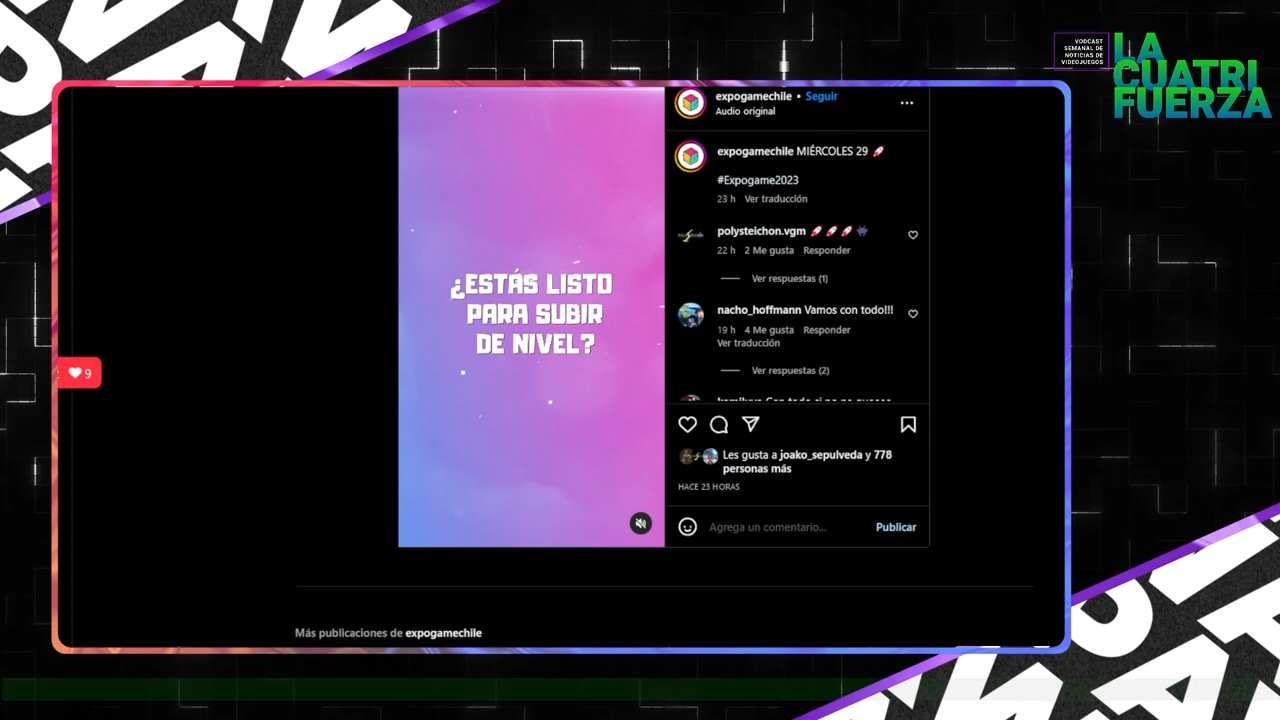 VODCAST
SEMANAL DE
NOTICIAS DE
VIDEOJUEGOS
LA
CUATRI
FUERZA
expogamechile • Seguir
Audio original
expogamechile MIÉRCOLES 29 🚀
#Expogame2023
23 h Ver traducción
polysteichon.vgm 🚀🚀🚀👾
22 h 2 Me gusta Responder
Ver respuestas (1)
nacho_hoffmann Vamos con todo!!!
19 h 4 Me gusta Responder
Ver traducción
Ver respuestas (2)
¿ESTÁS LISTO
PARA SUBIR
DE NIVEL?
9
Les gusta a joako_sepulveda y 778
personas más
HACE 23 HORAS
Agrega un comentario...
Publicar
Más publicaciones de expogamechile